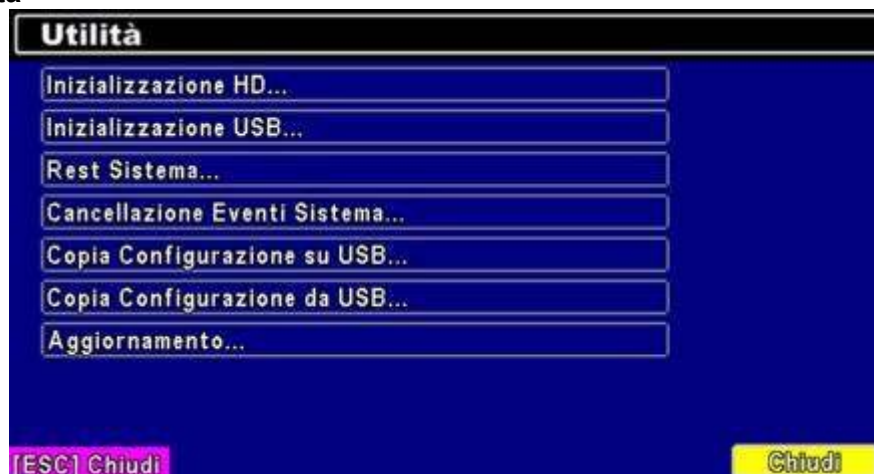 Utilità
Inizializzazione HD...
Inizializzazione USB...
Rest Sistema...
Cancellazione Eventi Sistema...
Copia Configurazione su USB...
Copia Configurazione da USB...
Aggiornamento...
[ESC] Chiudi
Chiudi